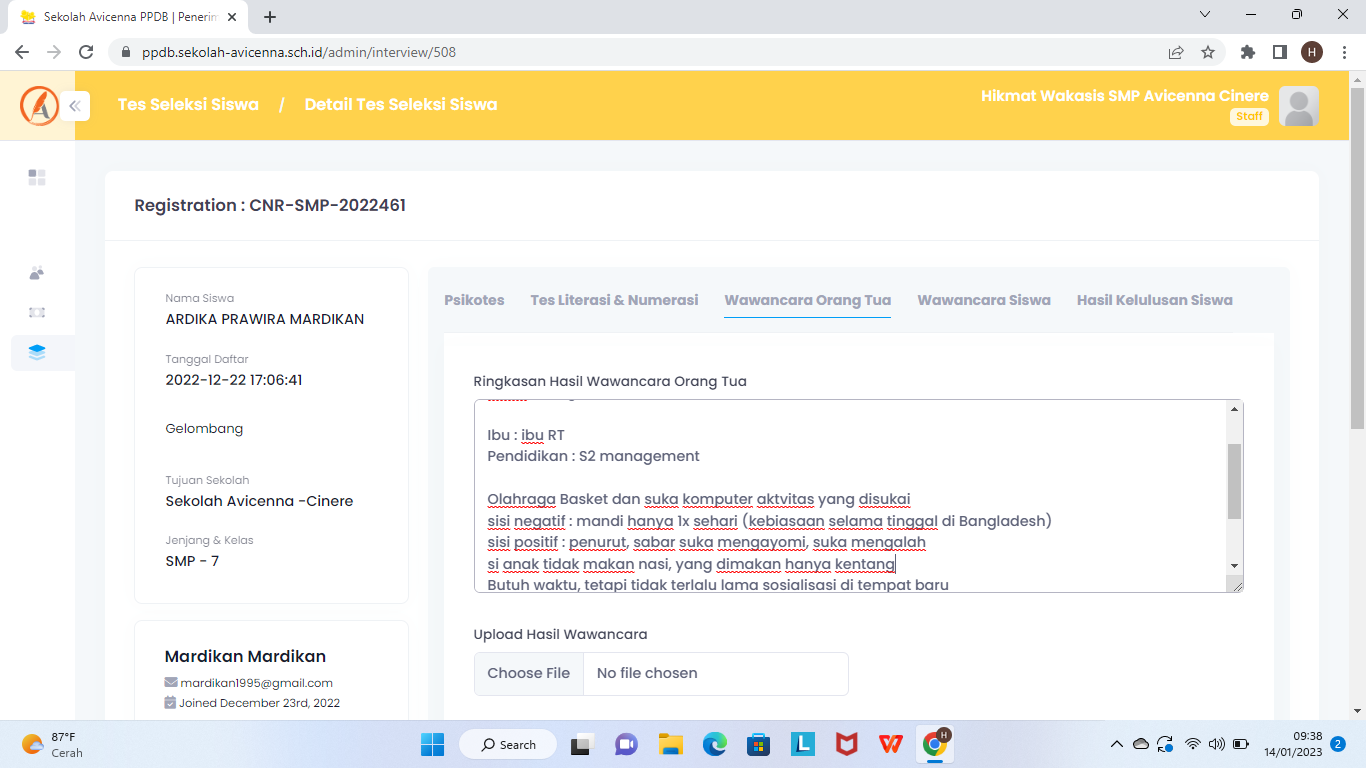 Sekolah Avicenna PPDB | Penerim
ppdb.sekolah-avicenna.sch.id/admin/interview/508
H
Tes Seleksi Siswa / Detail Tes Seleksi Siswa
Hikmat Wakasis SMP Avicenna Cinere
Staff
Registration : CNR-SMP-2022461
Nama Siswa
ARDIKA PRAWIRA MARDIKAN
Tanggal Daftar
2022-12-22 17:06:41
Gelombang
Tujuan Sekolah
Sekolah Avicenna -Cinere
Jenjang & Kelas
SMP - 7
Mardikan Mardikan
mardikan1995@gmail.com
Joined December 23rd, 2022
Psikotes Tes Literasi & Numerasi Wawancara Orang Tua Wawancara Siswa Hasil Kelulusan Siswa
Ringkasan Hasil Wawancara Orang Tua
Ibu : ibu RT
Pendidikan : S2 management
Olahraga Basket dan suka komputer aktvitas yang disukai
sisi negatif : mandi hanya 1x sehari (kebiasaan selama tinggal di Bangladesh)
sisi positif : penurut, sabar suka mengayomi, suka mengalah
si anak tidak makan nasi, yang dimakan hanya kentang
Butuh waktu, tetapi tidak terlalu lama sosialisasi di tempat baru
Upload Hasil Wawancara
Choose File No file chosen
87°F
Cerah
Search
L
W
H
09:38
14/01/2023
2